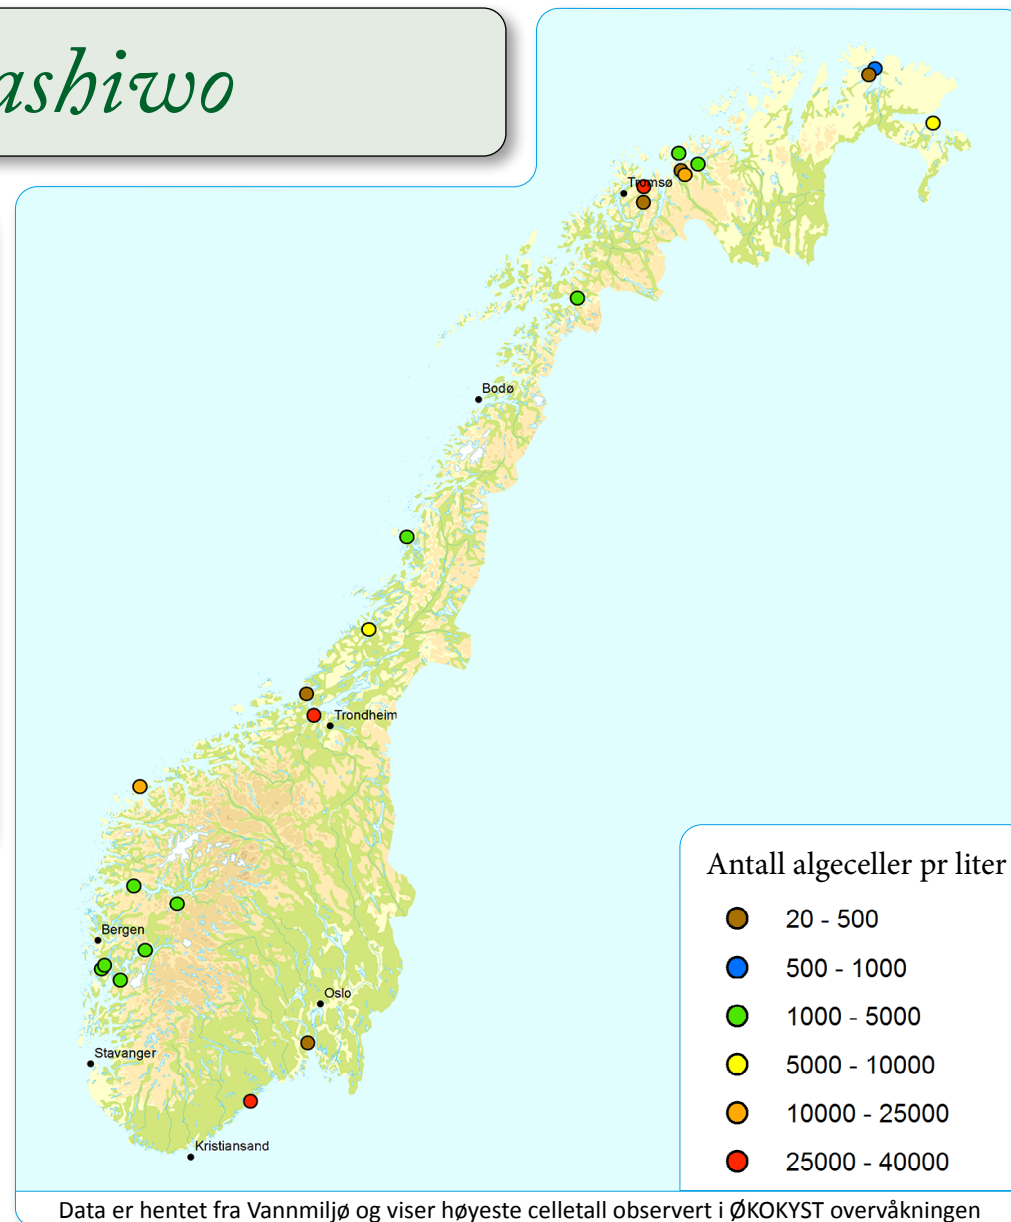 ashiwo
Tromsø
Bodø
Trondheim
Bergen
Oslo
Stavanger
Kristiansand
Antall algeceller pr liter
20 - 500
500 - 1000
1000 - 5000
5000 - 10000
10000 - 25000
25000 - 40000
Data er hentet fra Vannmiljø og viser høyeste celletall observert i ØKOKYST overvåkningen